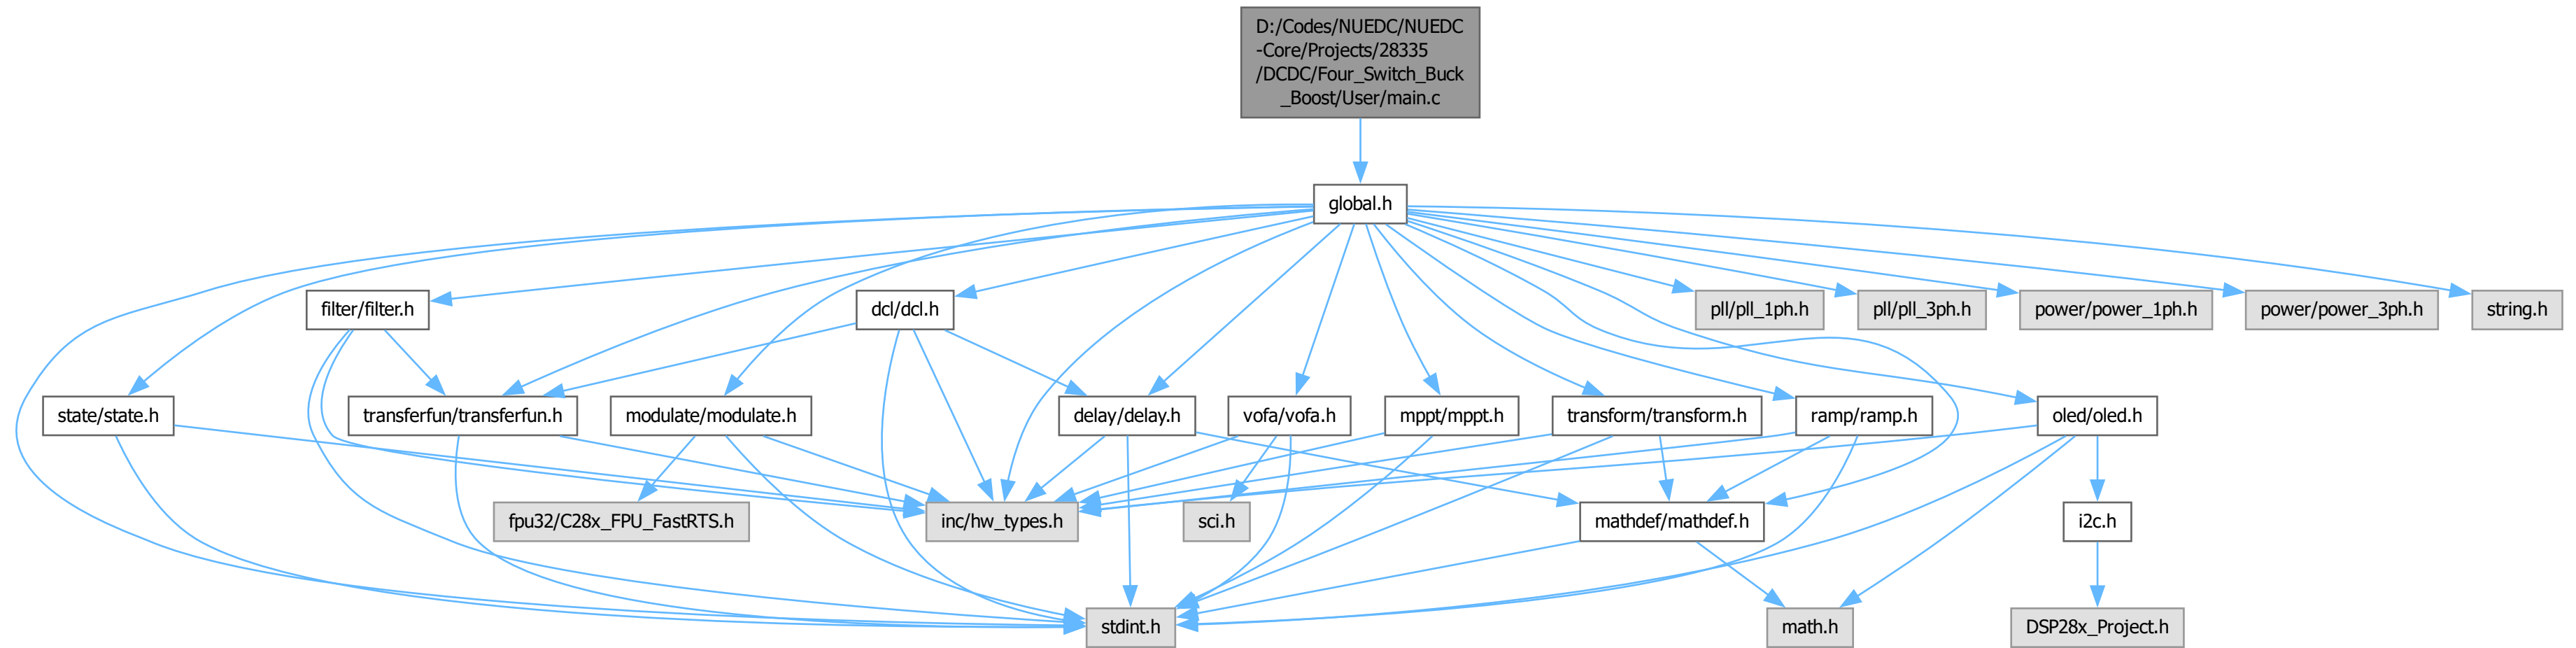 D:/Codes/NUEDC/NUEDC
-Core/Projects/28335
/DCDC/Four_Switch_Buck
_Boost/User/main.c
global.h
filter/filter.h
dcl/dcl.h
pll/pll_1ph.h
pll/pll_3ph.h
power/power_1ph.h
power/power_3ph.h
string.h
state/state.h
transferfun/transferfun.h
modulate/modulate.h
delay/delay.h
vofa/vofa.h
mppt/mppt.h
transform/transform.h
ramp/ramp.h
oled/oled.h
fpu32/C28x_FPU_FastRTS.h
inc/hw_types.h
sci.h
mathdef/mathdef.h
i2c.h
stdint.h
math.h
DSP28x_Project.h